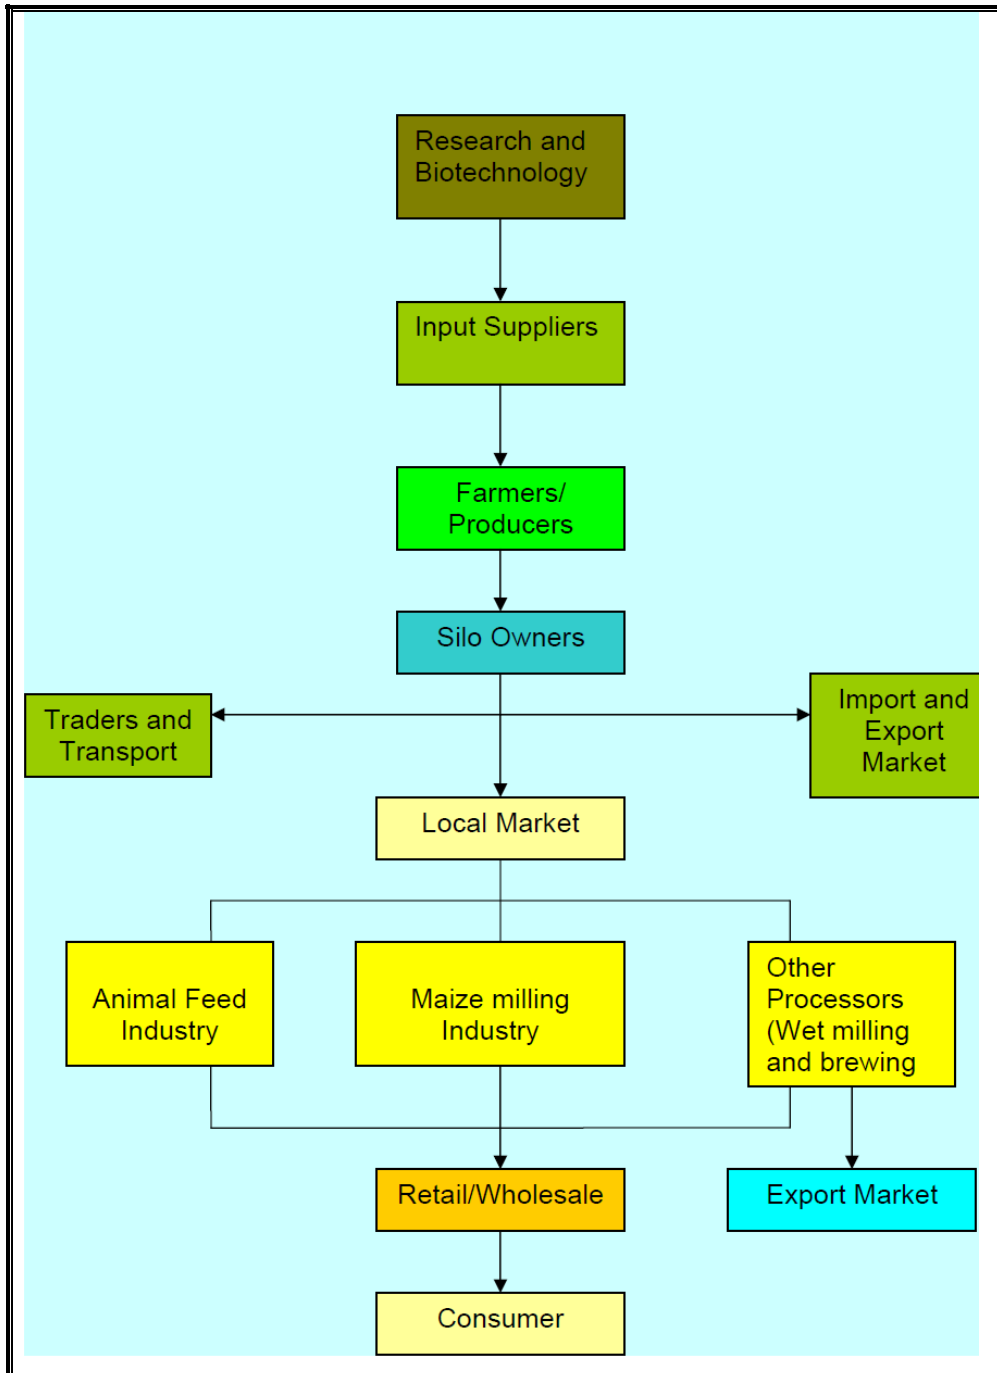 Research and
Biotechnology
Input Suppliers
Farmers/
Producers
Silo Owners
Traders and
Transport
Import and
Export
Market
Local Market
Animal Feed
Industry
Maize milling
Industry
Other
Processors
(Wet milling
and brewing
Retail/Wholesale
Export Market
Consumer